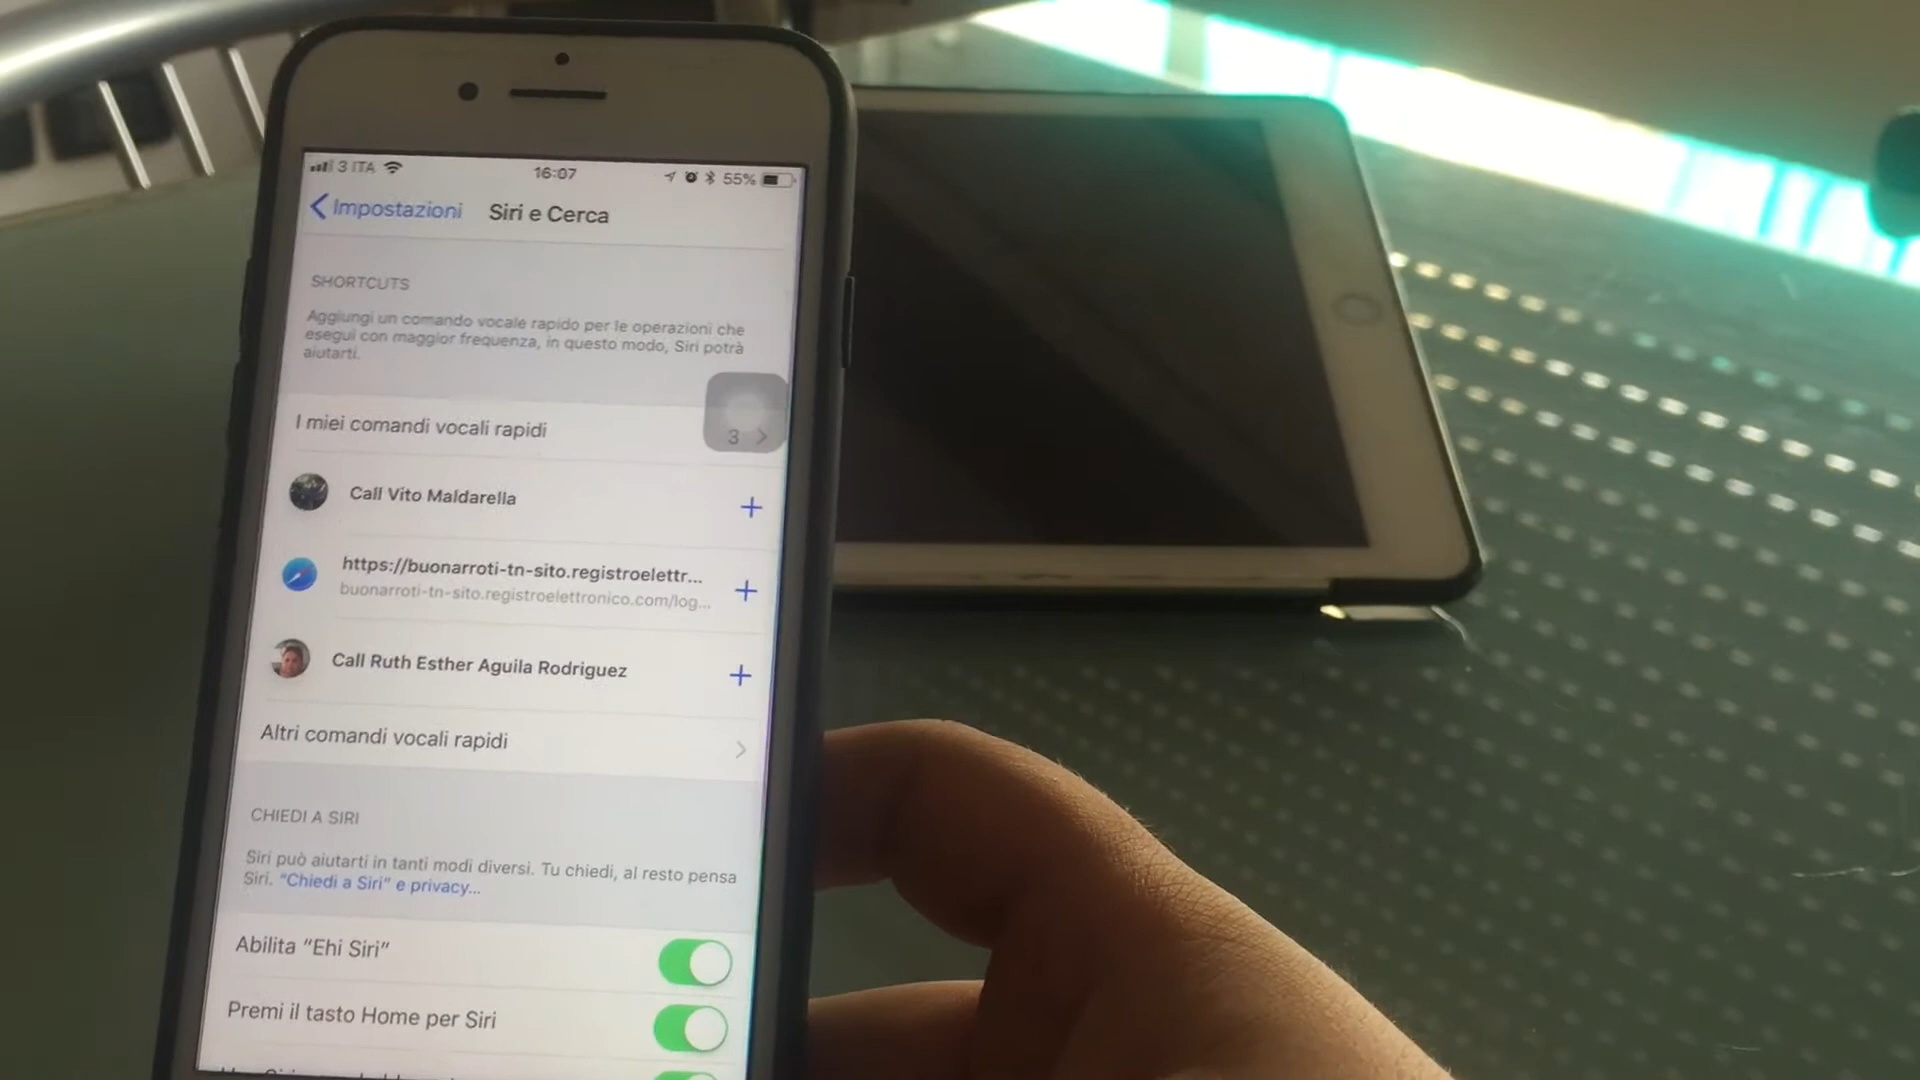 3 ITA
16:07
55%
Impostazioni
Siri e Cerca
SHORTCUTS
Aggiungi un comando vocale rapido per le operazioni che
esegui con maggior frequenza, in questo modo, Siri potrà
aiutarti.
I miei comandi vocali rapidi
3
Call Vito Maldarella
https://buonarroti-tn-sito.registroelettr...
buonarroti-tn-sito.registroelettronico.com/log...
Call Ruth Esther Aguila Rodriguez
Altri comandi vocali rapidi
CHIEDI A SIRI
Siri può aiutarti in tanti modi diversi. Tu chiedi, al resto pensa
Siri. "Chiedi a Siri" e privacy...
Abilita "Ehi Siri"
Premi il tasto Home per Siri